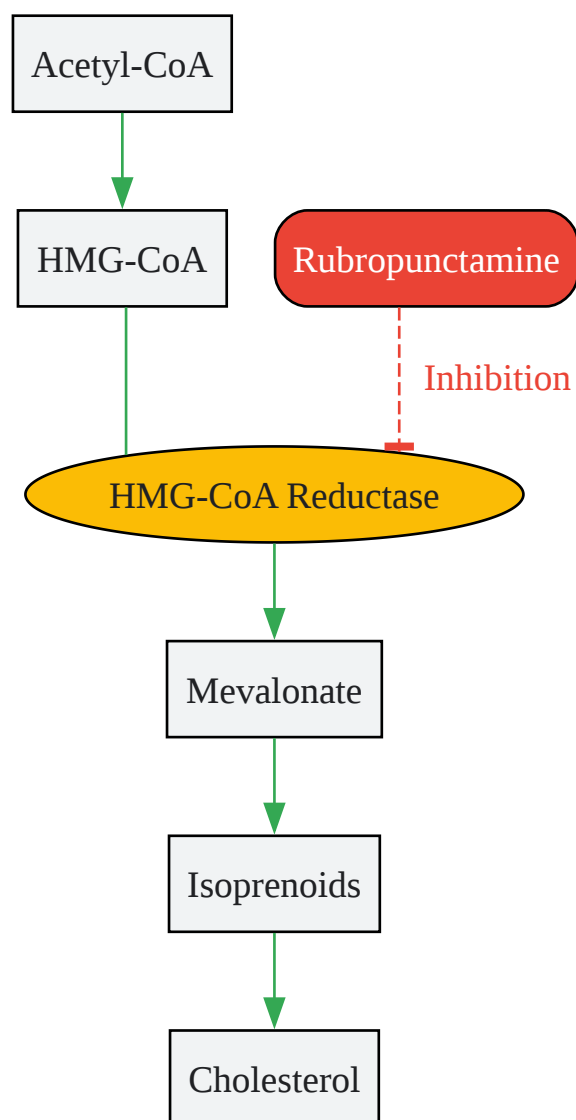 Acetyl-CoA
HMG-CoA
Rubropunctamine
Inhibition
HMG-CoA Reductase
Mevalonate
Isoprenoids
Cholesterol